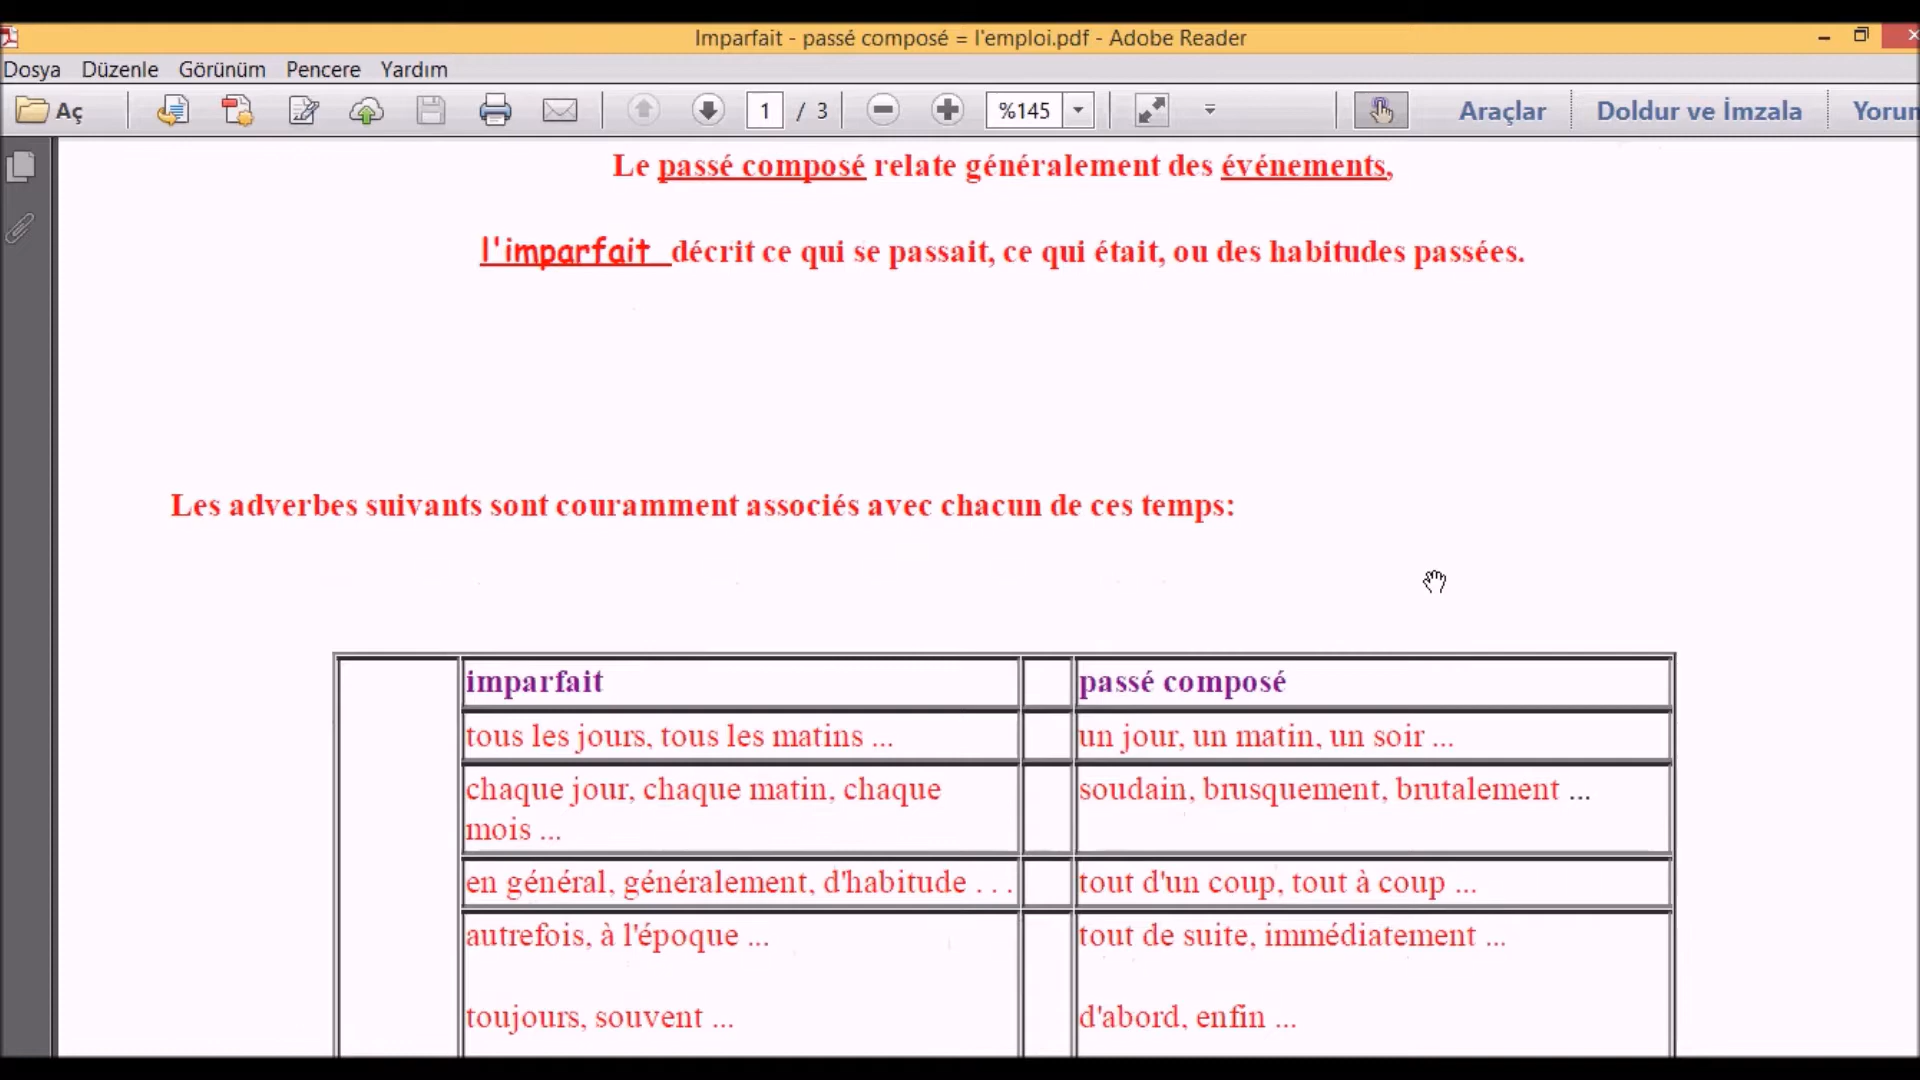 Imparfait - passé composé = l'emploi.pdf - Adobe Reader
Dosya Düzenle Görünüm Pencere Yardım
Aç 1 / 3 %145 Araçlar Doldur ve İmzala
Le passé composé relate généralement des événements,
l'imparfait décrit ce qui se passait, ce qui était, ou des habitudes passées.
Les adverbes suivants sont couramment associés avec chacun de ces temps:
imparfait passé composé
tous les jours, tous les matins ... un jour, un matin, un soir ...
chaque jour, chaque matin, chaque soudain, brusquement, brutalement ...
mois ...
en général, généralement, d'habitude . . . tout d'un coup, tout à coup ...
autrefois, à l'époque ... tout de suite, immédiatement ...
toujours, souvent ... d'abord, enfin ...